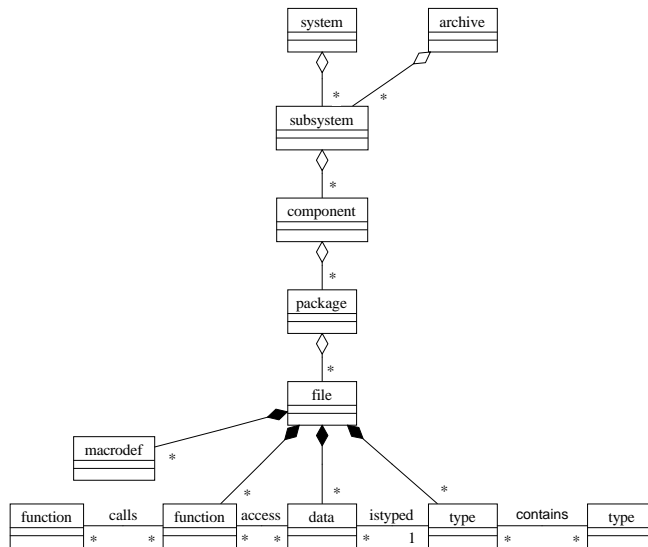 system archive
* *
subsystem
*
component
*
package
*
file
macrodef
*
* * *
function calls function access data istyped type contains type
* * * * * 1 * *